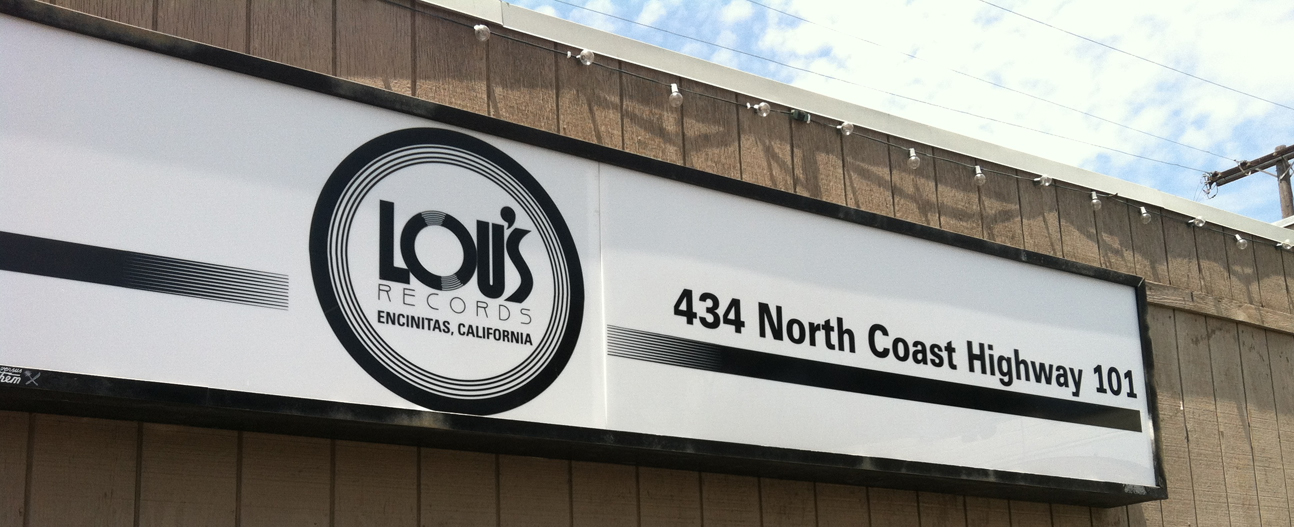 LOU'S
RECORDS
ENCINITAS, CALIFORNIA
434 North Coast Highway 101